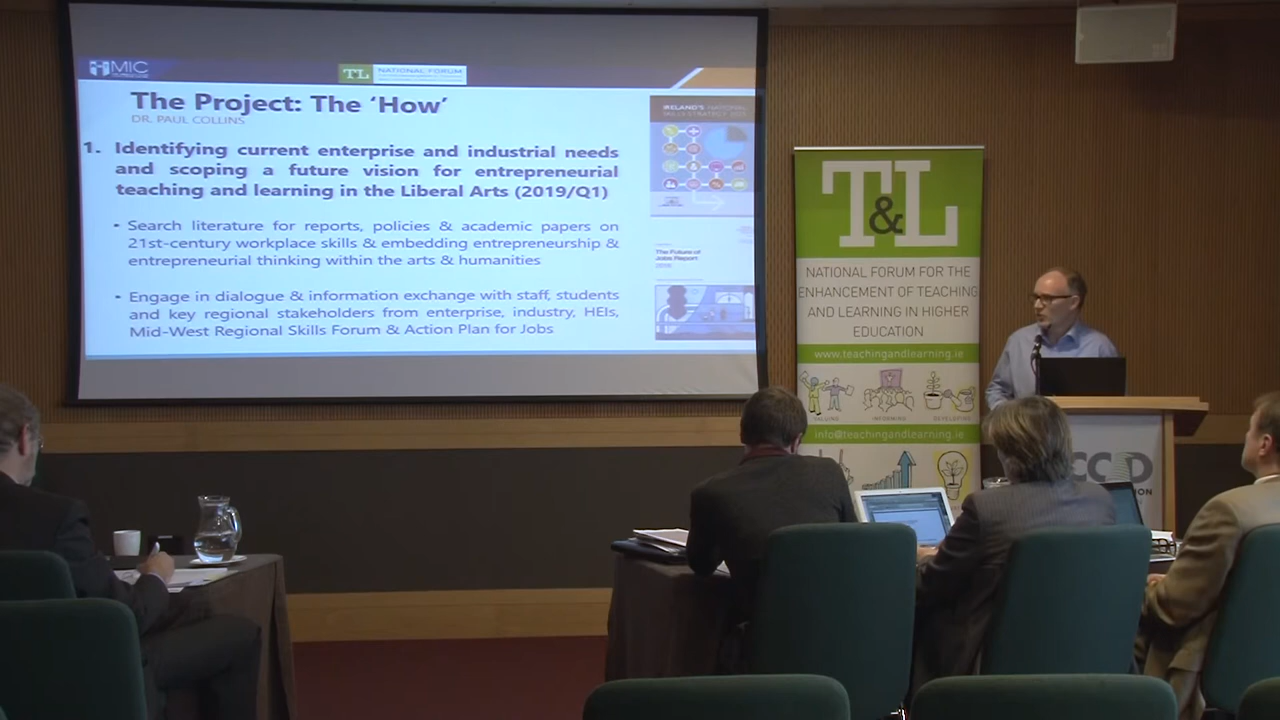 MIC
T&L
NATIONAL FORUM
The Project: The ‘How’
DR. PAUL COLLINS
1. Identifying current enterprise and industrial needs
and scoping a future vision for entrepreneurial
teaching and learning in the Liberal Arts (2019/Q1)
• Search literature for reports, policies & academic papers on
21st-century workplace skills & embedding entrepreneurship &
entrepreneurial thinking within the arts & humanities
• Engage in dialogue & information exchange with staff, students
and key regional stakeholders from enterprise, industry, HEIs,
Mid-West Regional Skills Forum & Action Plan for Jobs
IRELAND'S NATIONAL
SKILLS STRATEGY
The Future of
Jobs Report
T&L
NATIONAL FORUM FOR THE
ENHANCEMENT OF TEACHING
AND LEARNING IN HIGHER
EDUCATION
www.teachingandlearning.ie
VALUING INFORMING DEVELOPING
info@teachingandlearning.ie